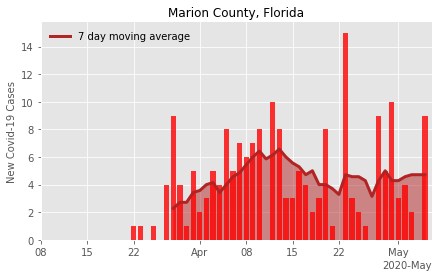 Marion County, Florida
7 day moving average
New Covid-19 Cases
14
12
10
8
6
4
2
0
08 15 22 Apr 08 15 22 May
2020-May